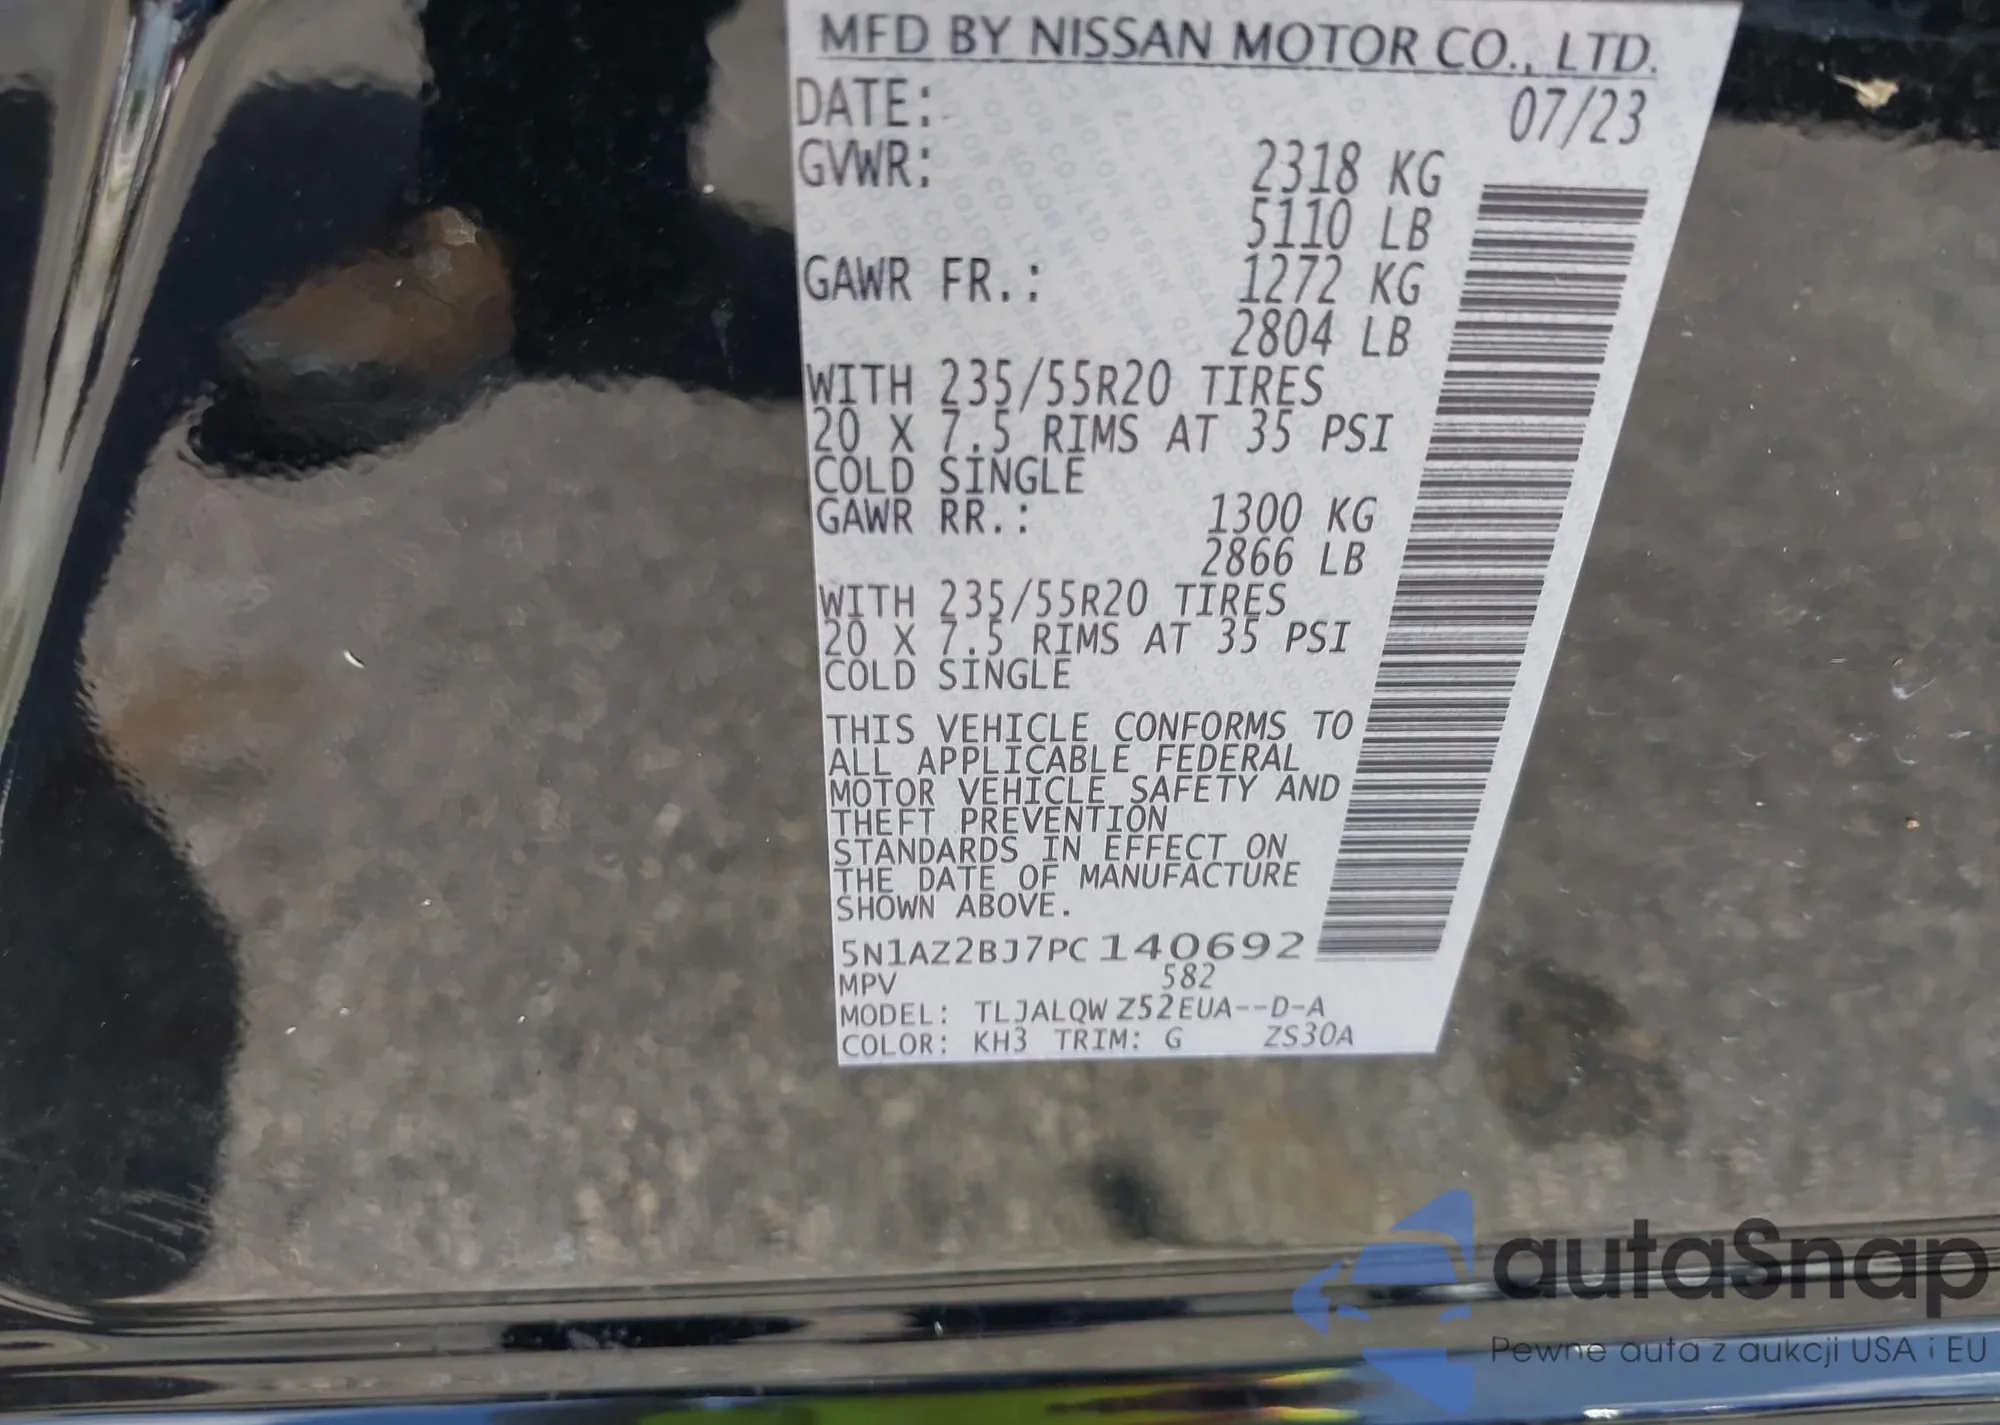 MFD BY NISSAN MOTOR CO., LTD.
DATE: 07/23
GVWR: 2318 KG
5110 LB
GAWR FR.: 1272 KG
2804 LB
WITH 235/55R20 TIRES
20 X 7.5 RIMS AT 35 PSI
COLD SINGLE
GAWR RR.: 1300 KG
2866 LB
WITH 235/55R20 TIRES
20 X 7.5 RIMS AT 35 PSI
COLD SINGLE
THIS VEHICLE CONFORMS TO
ALL APPLICABLE FEDERAL
MOTOR VEHICLE SAFETY AND
THEFT PREVENTION
STANDARDS IN EFFECT ON
THE DATE OF MANUFACTURE
SHOWN ABOVE.
5N1AZ2BJ7PC140692
MPV 582
MODEL: TLJALQWZ52EUA--D-A
COLOR: KH3 TRIM: G ZS30A
autaSnap
Pewne auta z aukcji USA i EU